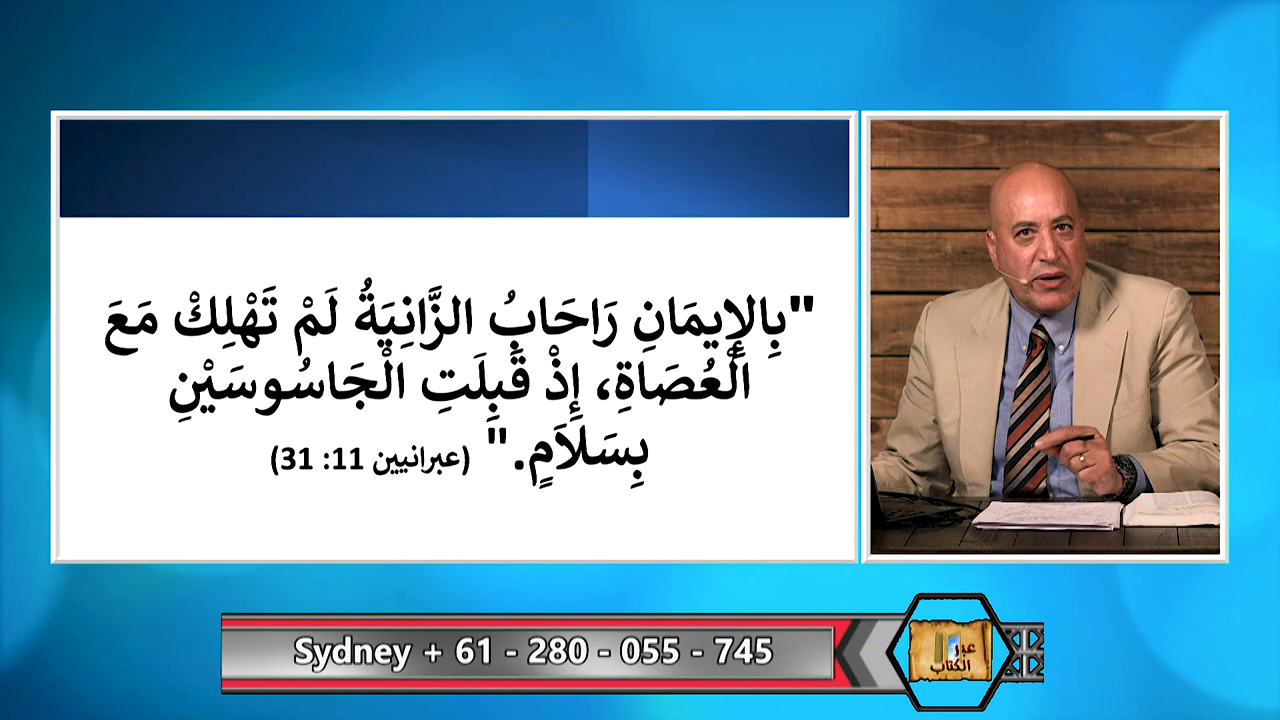 "بِالإِيمَانِ رَاحَابُ الزَّانِيَةُ لَمْ تَهْلِكْ مَعَ
الْعُصَاةِ، إِذْ قَبِلَتِ الْجَاسُوسَيْنِ
بِسَلاَمٍ." (عبرانيين 11: 31)
Sydney + 61 - 280 - 055 - 745
عبر
الكتاب